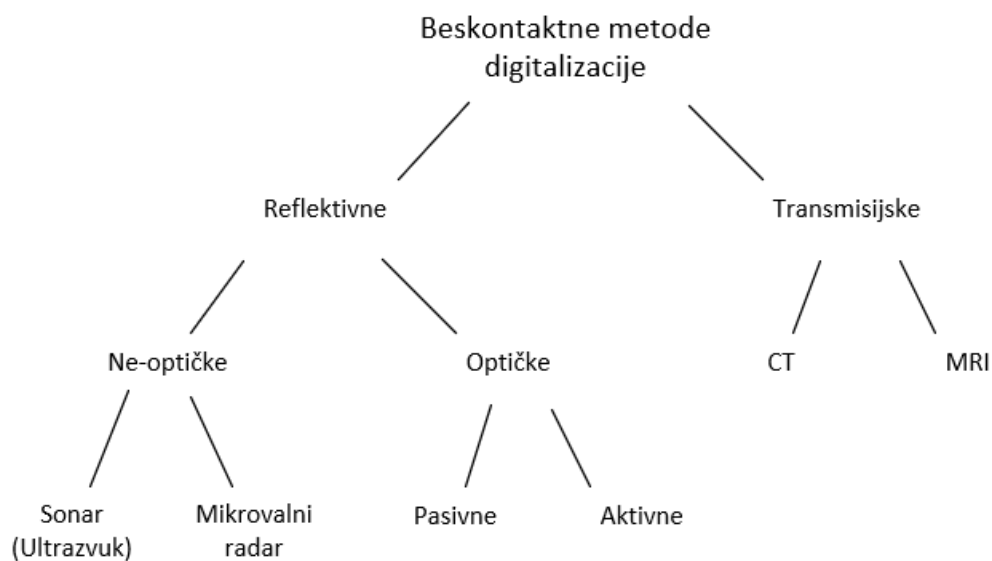 Beskontaktne metode
digitalizacije
Reflektivne
Transmisijske
Ne-optičke
Optičke
CT
MRI
Sonar
(Ultrazvuk)
Mikrovalni
radar
Pasivne
Aktivne